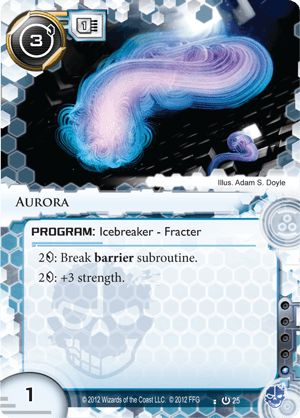 3
1
Illus. Adam S. Doyle
AURORA
PROGRAM: Icebreaker - Fracter
2: Break barrier subroutine.
2: +3 strength.
1
© 2012 Wizards of the Coast LLC. © 2012 FFG
25